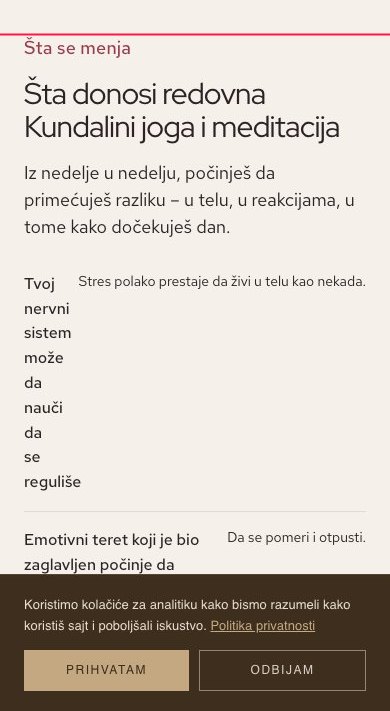 Šta se menja
Šta donosi redovna
Kundalini joga i meditacija
Iz nedelje u nedelju, počinješ da
primećuješ razliku – u telu, u reakcijama, u
tome kako dočekuješ dan.
Tvoj
nervni
sistem
može
da
nauči
da
se
reguliše
Stres polako prestaje da živi u telu kao nekada.
Emotivni teret koji je bio
zaglavljen počinje da
Da se pomeri i otpusti.
Koristimo kolačiće za analitiku kako bismo razumeli kako
koristiš sajt i poboljšali iskustvo. Politika privatnosti
PRIHVATAM
ODBIJAM